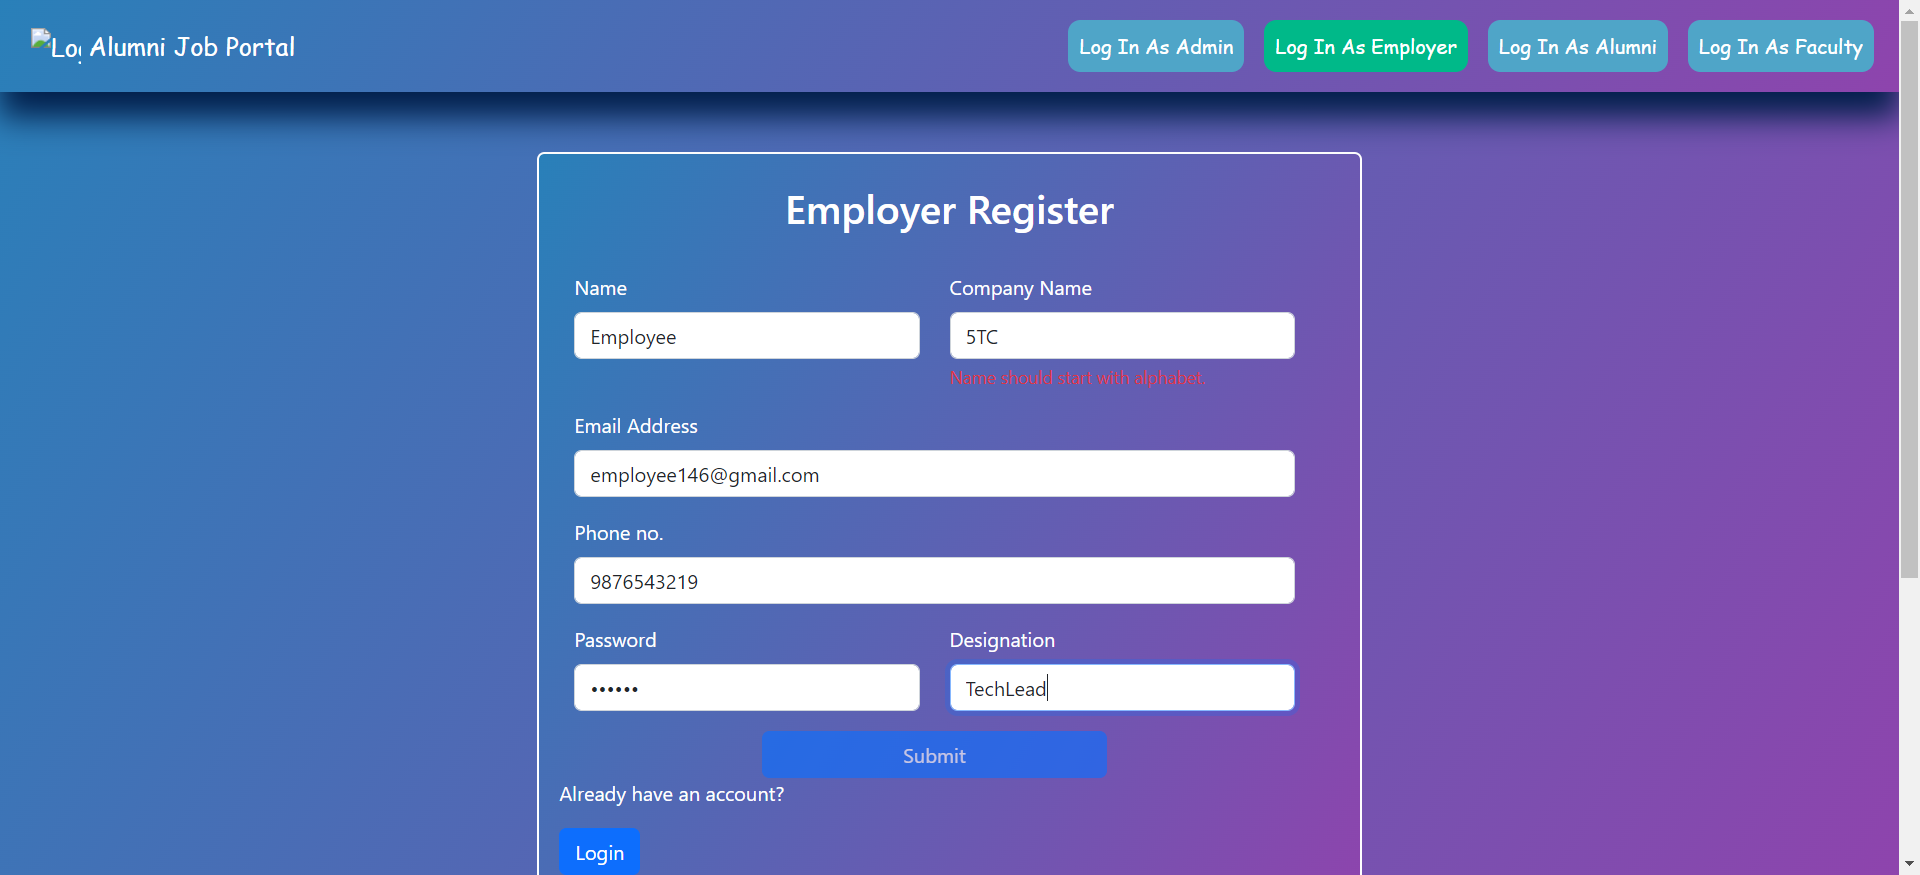 Alumni Job Portal
Log In As Admin
Log In As Employer
Log In As Alumni
Log In As Faculty
Employer Register
Name
Company Name
Employee
5TC
Name should start with alphabet.
Email Address
employee146@gmail.com
Phone no.
9876543219
Password
Designation
••••••
TechLead
Submit
Already have an account?
Login